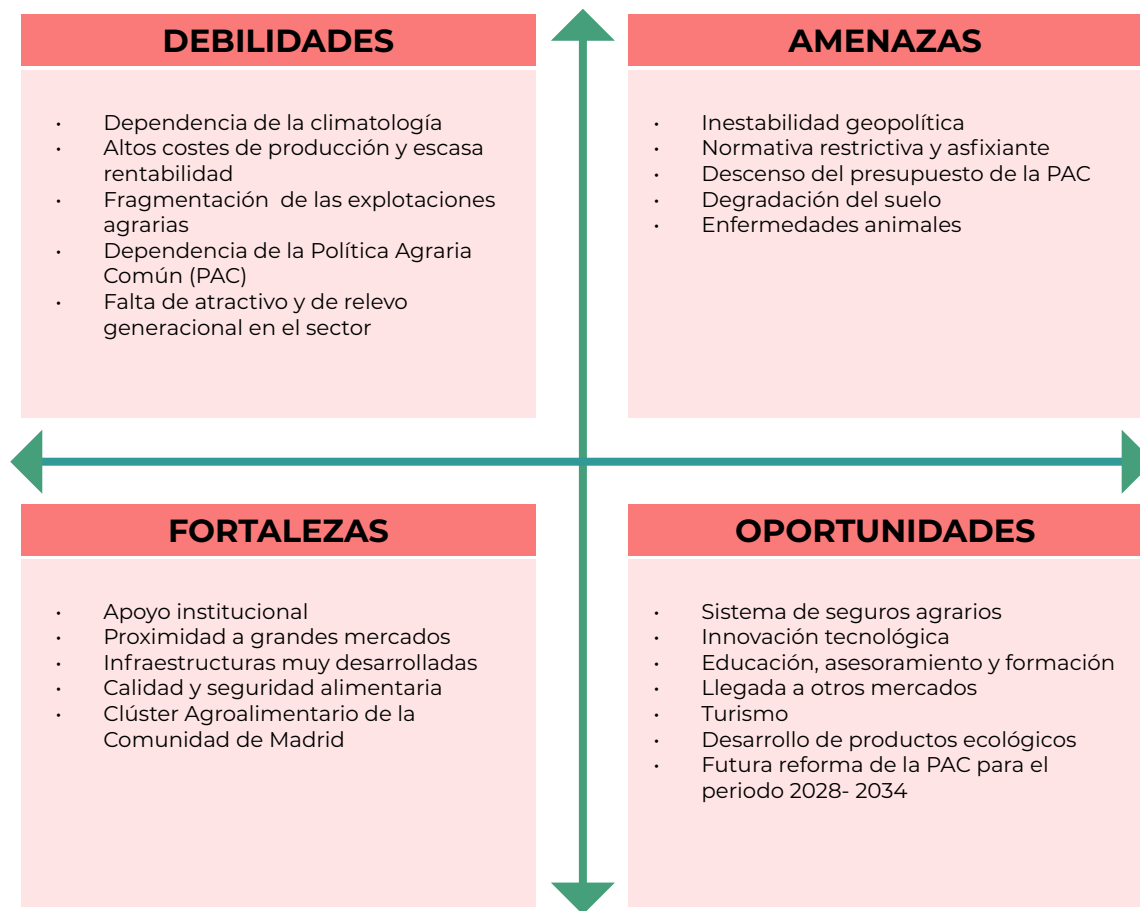 DEBILIDADES
• Dependencia de la climatología
• Altos costes de producción y escasa
rentabilidad
• Fragmentación de las explotaciones
agrarias
• Dependencia de la Política Agraria
Común (PAC)
• Falta de atractivo y de relevo
generacional en el sector
AMENAZAS
• Inestabilidad geopolítica
• Normativa restrictiva y asfixiante
• Descenso del presupuesto de la PAC
• Degradación del suelo
• Enfermedades animales
FORTALEZAS
• Apoyo institucional
• Proximidad a grandes mercados
• Infraestructuras muy desarrolladas
• Calidad y seguridad alimentaria
• Clúster Agroalimentario de la
Comunidad de Madrid
OPORTUNIDADES
• Sistema de seguros agrarios
• Innovación tecnológica
• Educación, asesoramiento y formación
• Llegada a otros mercados
• Turismo
• Desarrollo de productos ecológicos
• Futura reforma de la PAC para el
periodo 2028- 2034